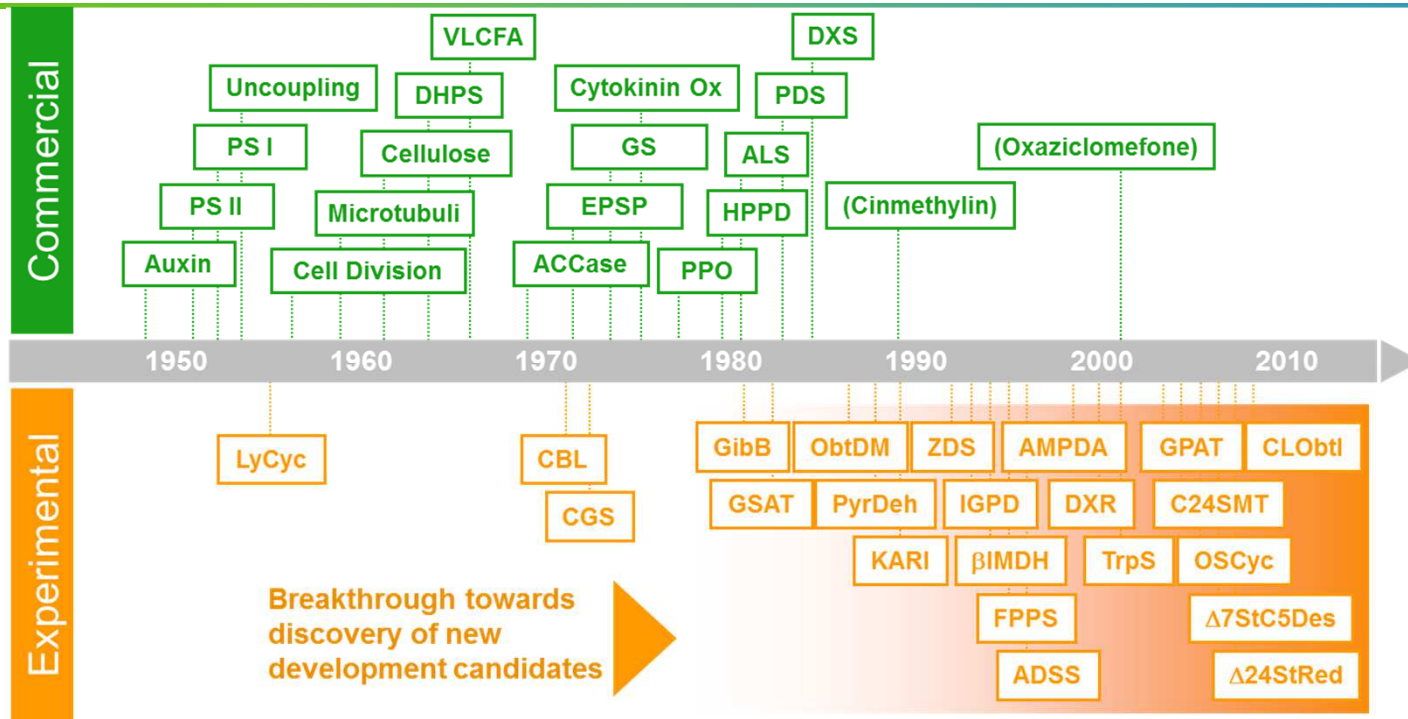 Commercial
VLCFA
DXS
Uncoupling
DHPS
Cytokinin Ox
PDS
PS I
Cellulose
GS
ALS
(Oxaziclomefone)
PS II
Microtubuli
EPSP
HPPD
(Cinmethylin)
Auxin
Cell Division
ACCase
PPO
1950 1960 1970 1980 1990 2000 2010
Experimental
LyCyc
CBL
GibB
ObtDM
ZDS
AMPDA
GPAT
CLObtI
CGS
GSAT
PyrDeh
IGPD
DXR
C24SMT
KARI
βIMDH
TrpS
OSCyc
Breakthrough towards
discovery of new
development candidates
FPPS
Δ7StC5Des
ADSS
Δ24StRed